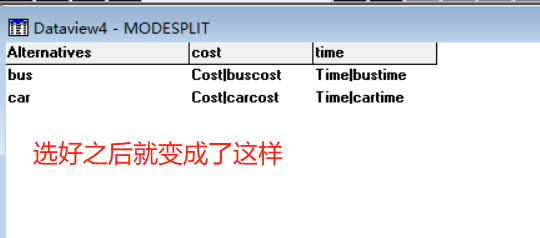 Dataview4 - MODESPLIT
Alternatives cost time
bus Cost|buscost Time|bustime
car Cost|carcost Time|cartime
选好之后就变成了这样